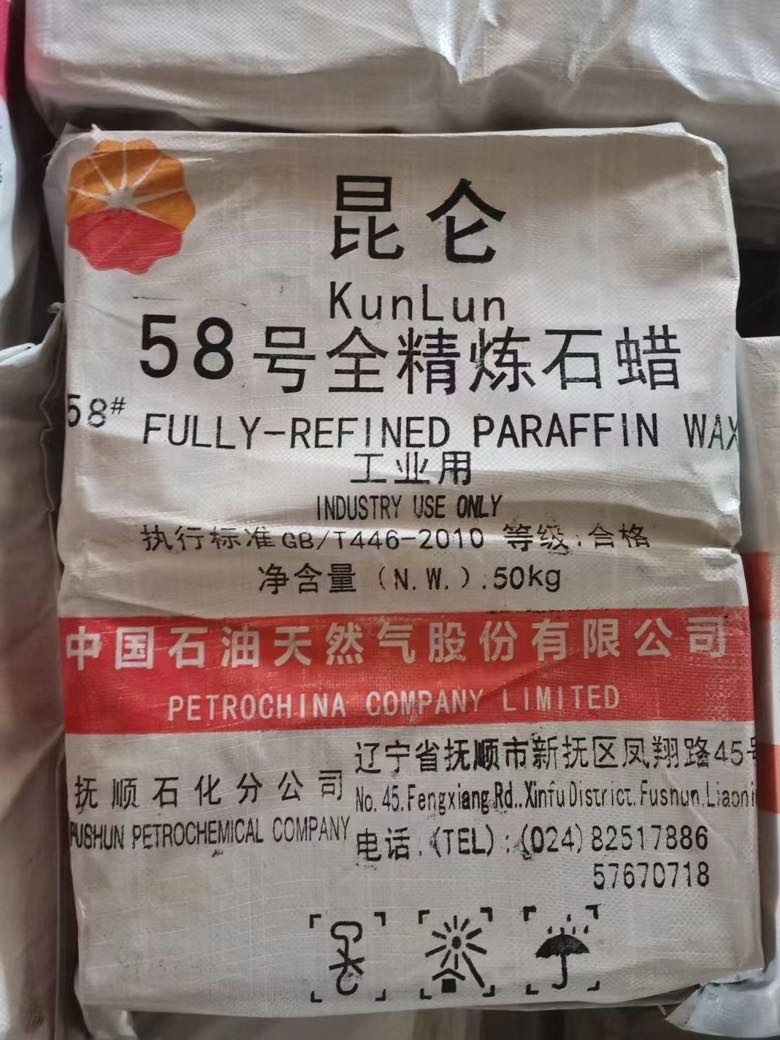 昆仑
KunLun
58号全精炼石蜡
58# FULLY-REFINED PARAFFIN WAX
工业用
INDUSTRY USE ONLY
执行标准GB/T446-2010 等级:合格
净含量(N.W.):50kg
中国石油天然气股份有限公司
PETROCHINA COMPANY LIMITED
抚顺石化分公司
FUSHUN PETROCHEMICAL COMPANY
辽宁省抚顺市新抚区凤翔路45号
No.45.Fengxiang Rd.,Xinfu District.Fushun.Liaoni
电话:(TEL):(024)82517886
57670718